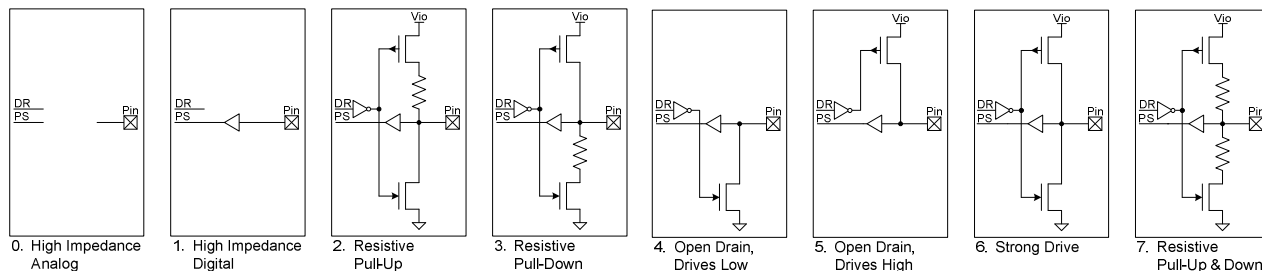 Vio Vio Vio Vio Vio
DR Pin DR Pin DR Pin DR Pin DR Pin DR Pin DR Pin DR Pin
PS PS PS PS PS PS PS PS
0. High Impedance
Analog
1. High Impedance
Digital
2. Resistive
Pull-Up
3. Resistive
Pull-Down
4. Open Drain,
Drives Low
5. Open Drain,
Drives High
6. Strong Drive
7. Resistive
Pull-Up & Down